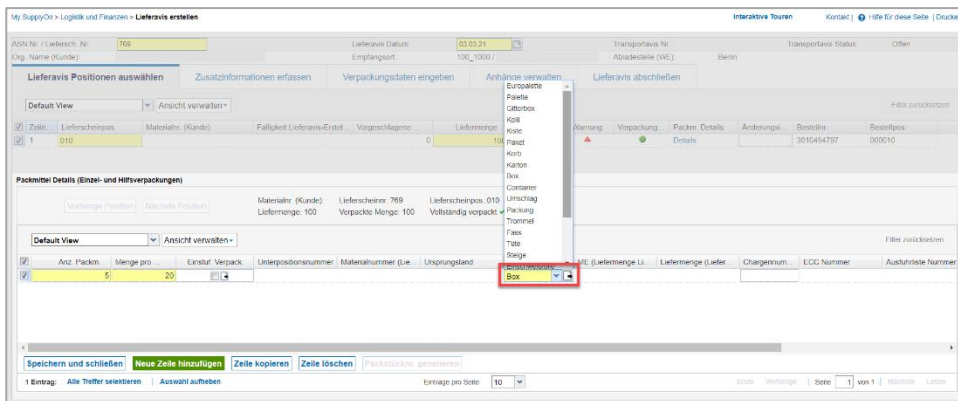 My SupplyOn > Logistik und Finanzen > Lieferavis erstellen
Interaktive Touren Kontakt | Hilfe für diese Seite | Drucke
ASN Nr. / Liefersch. Nr. 769 Lieferavis Datum: 03.03.21 Transportavis Nr. Transportavis Status: Offen
Org. Name (Kunde): Empfangsort: 100_1000 / Abladestelle (WE): Berlin
Lieferavis Positionen auswählen Zusatzinformationen erfassen Verpackungsdaten eingeben Anhänge verwalten Lieferavis abschließen
Default View Ansicht verwalten Filter zurücksetzen
Zeile... Lieferscheinpos. Materialnr. (Kunde) Fälligkeit Lieferavis-Erstel... Vorgeschlagene ... Liefermenge Warnung Verpackung... Packm. Details Änderungsi... Bestellnr. Bestellpos.
1 010 0 100 Details 3010494797 000010
Europalette
Palette
Gitterbox
Kolli
Kiste
Paket
Korb
Karton
Box
Container
Umschlag
Packung
Trommel
Fass
Tüte
Steige
Packmittel Details (Einzel- und Hilfsverpackungen)
Vorherige Position Nächste Position
Materialnr. (Kunde): Lieferscheinnr.: 769 Lieferscheinpos. 010
Liefermenge: 100 Verpackte Menge: 100 Vollständig verpackt
Default View Ansicht verwalten Filter zurücksetzen
Anz. Packm. Menge pro ... Einstuf. Verpack. Unterpositionsnummer Materialnummer (Lie... Ursprungsland ME (Liefermenge Li... Liefermenge (Liefer... Chargennum... ECC Nummer Ausfuhrliste Nummer
5 20 Box
Speichern und schließen Neue Zeile hinzufügen Zeile kopieren Zeile löschen Packstücknr. generieren
1 Eintrag: Alle Treffer selektieren | Auswahl aufheben Einträge pro Seite 10 Erste Vorherige | Seite 1 von 1 | Nächste Letzte